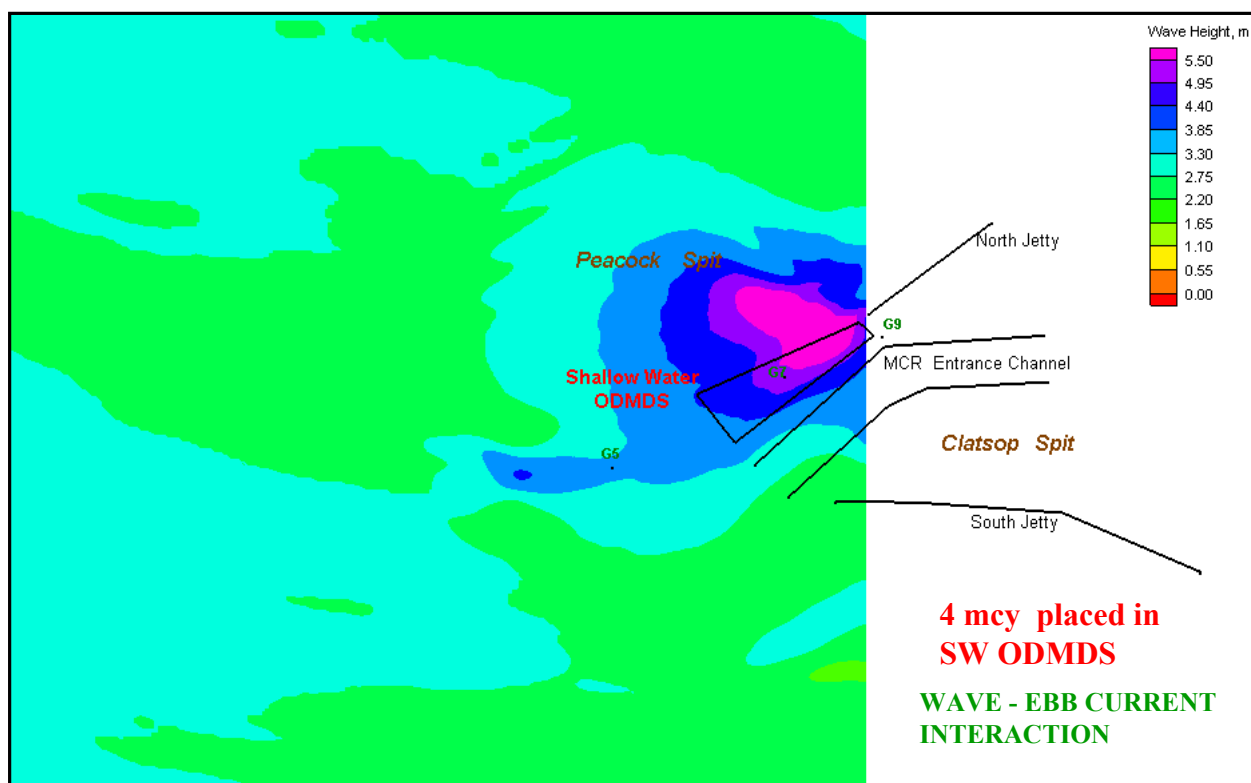 Wave Height, m
5.50
4.95
4.40
3.85
3.30
2.75
2.20
1.65
1.10
0.55
0.00
North Jetty
Peacock Spit
G9
MCR Entrance Channel
Shallow Water
ODMDS
G7
Clatsop Spit
G5
South Jetty
4 mcy placed in
SW ODMDS
WAVE - EBB CURRENT
INTERACTION